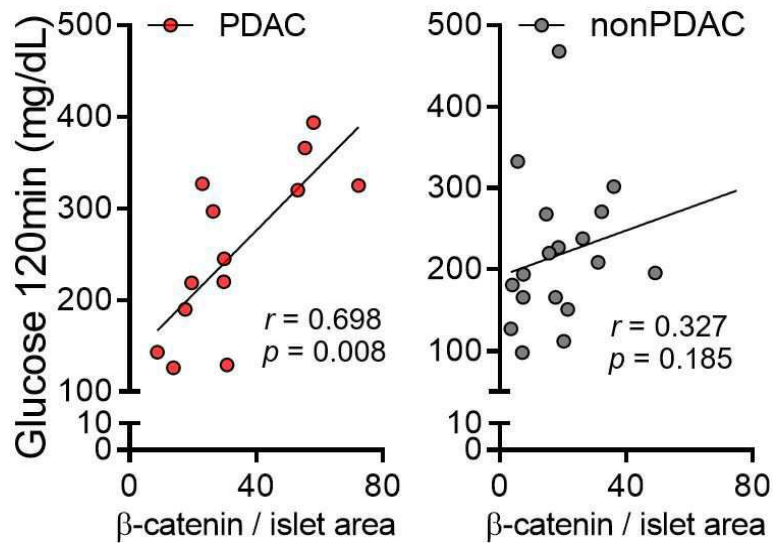 Glucose 120min (mg/dL)
500
400
300
200
100
10
0
PDAC
r = 0.698
p = 0.008
0 40 80
β-catenin / islet area
500
400
300
200
100
10
0
nonPDAC
r = 0.327
p = 0.185
0 40 80
β-catenin / islet area